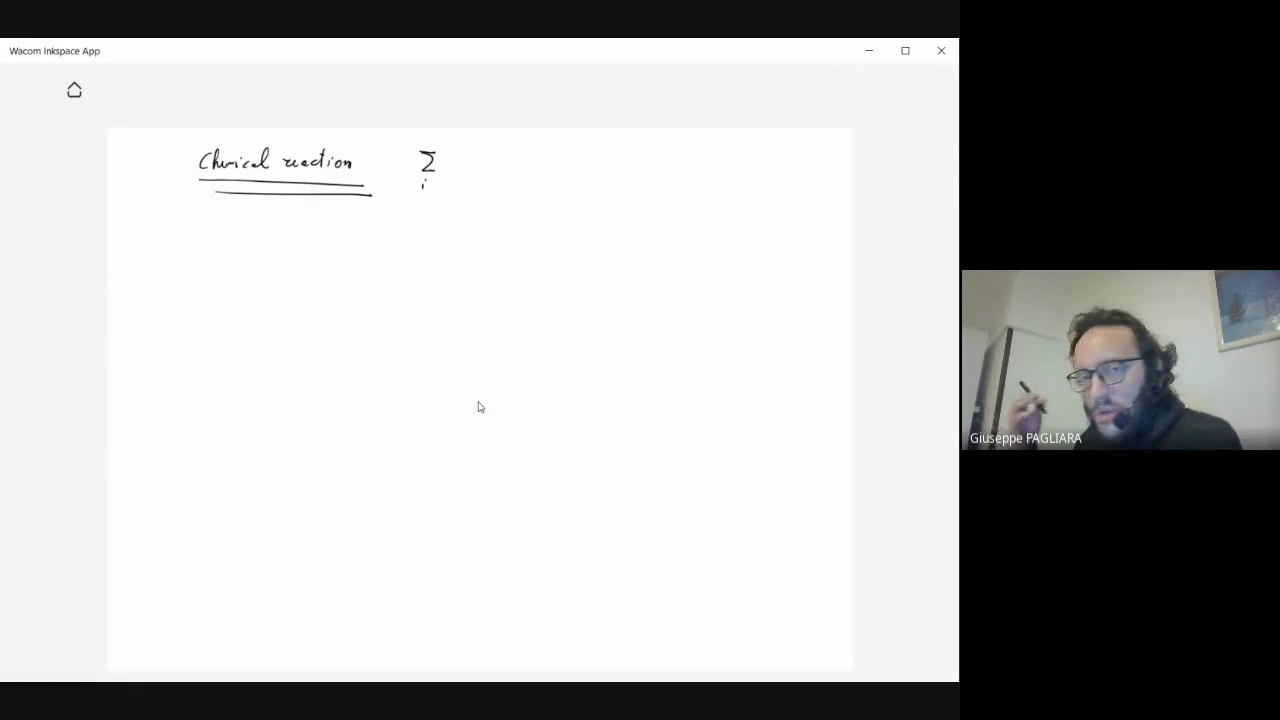 Wacom Inkspace App
Chemical reaction Σ
i
Giuseppe PAGLIARA